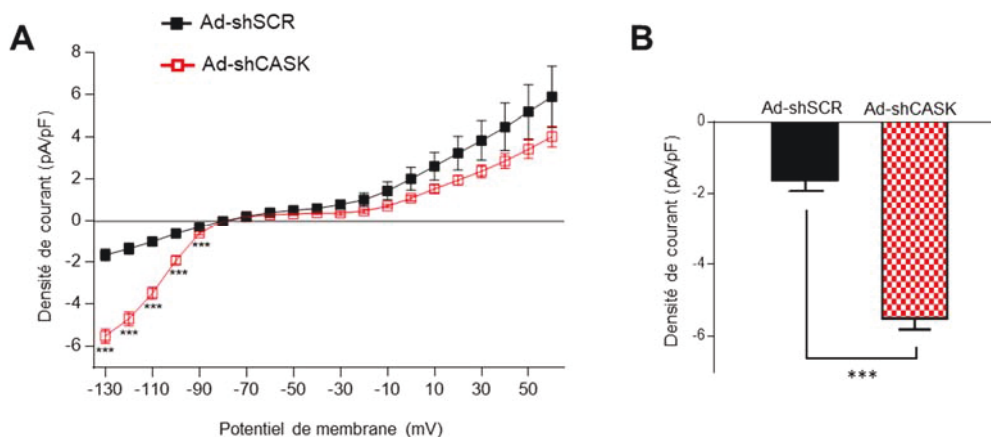 A
Ad-shSCR
Ad-shCASK
8
6
4
2
0
-2
-4
-6
Densité de courant (pA/pF)
***
***
***
***
***
-130 -110 -90 -70 -50 -30 -10 10 30 50
Potentiel de membrane (mV)
B
Ad-shSCR Ad-shCASK
0
-2
-4
-6
Densité de courant (pA/pF)
***